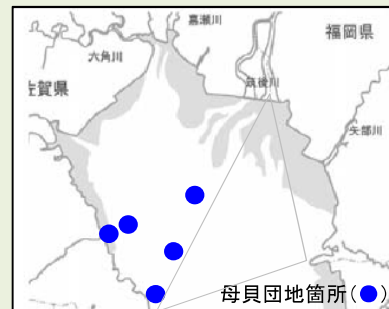 嘉瀬川
福岡県
六角川
佐賀県
筑後川
矢部川
母貝団地箇所(●)